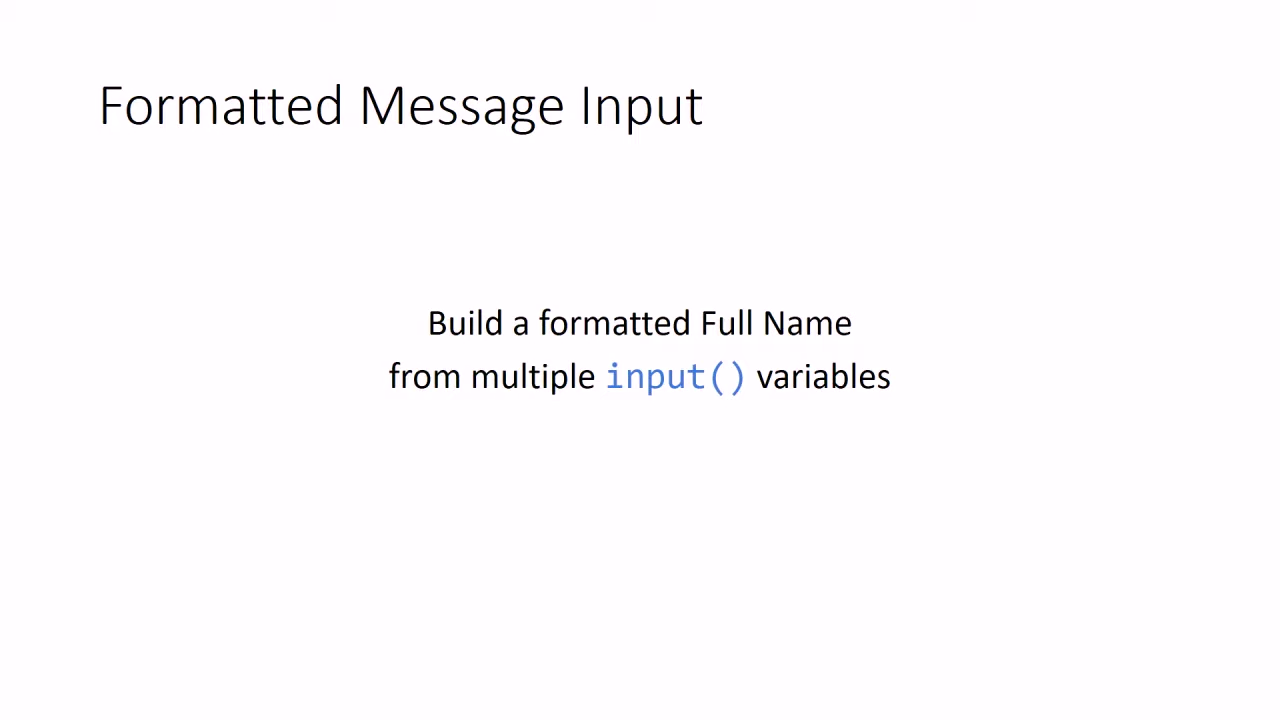 Formatted Message Input
Build a formatted Full Name
from multiple input() variables